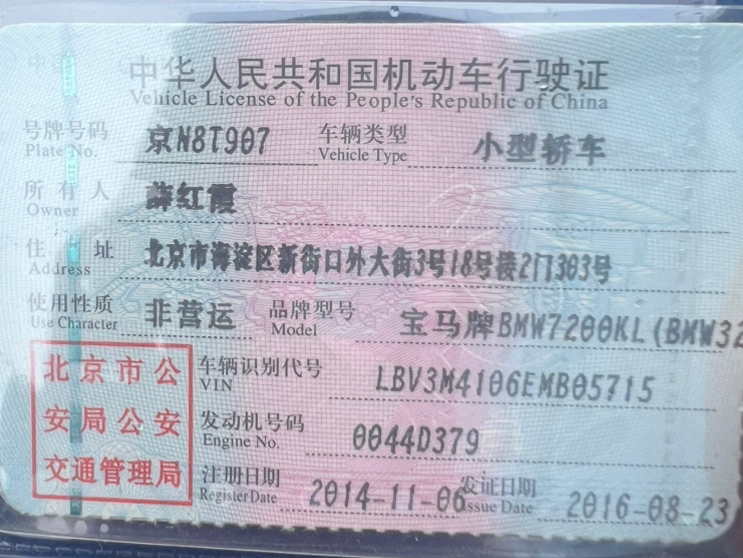 中华人民共和国机动车行驶证
Vehicle License of the People's Republic of China
号牌号码 京N8T907 车辆类型 小型轿车
Plate No. Vehicle Type
所有人 薛红霞
Owner
住址 北京市海淀区新街口外大街3号18号楼2门303号
Address
使用性质 非营运 品牌型号 宝马牌BMW7200KL(BMW32
Use Character Model
北京市公 车辆识别代号 LBV3M4106EMB05715
VIN
安局公安 发动机号码 0044D379
Engine No.
交通管理局 注册日期 2014-11-06 发证日期 2016-08-23
Register Date Issue Date